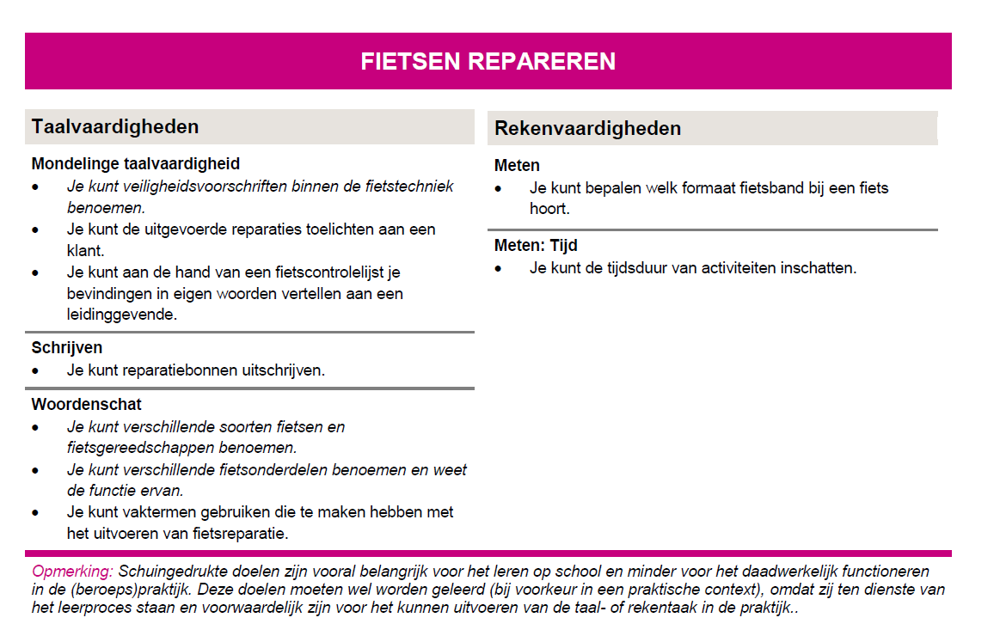 FIETSEN REPAREREN
Taalvaardigheden
Mondelinge taalvaardigheid
• Je kunt veiligheidsvoorschriften binnen de fietstechniek
benoemen.
• Je kunt de uitgevoerde reparaties toelichten aan een
klant.
• Je kunt aan de hand van een fietscontrolelijst je
bevindingen in eigen woorden vertellen aan een
leidinggevende.
Schrijven
• Je kunt reparatiebonnen uitschrijven.
Woordenschat
• Je kunt verschillende soorten fietsen en
fietsgereedschappen benoemen.
• Je kunt verschillende fietsonderdelen benoemen en weet
de functie ervan.
• Je kunt vaktermen gebruiken die te maken hebben met
het uitvoeren van fietsreparatie.
Rekenvaardigheden
Meten
• Je kunt bepalen welk formaat fietsband bij een fiets
hoort.
Meten: Tijd
• Je kunt de tijdsduur van activiteiten inschatten.
Opmerking: Schuingedrukte doelen zijn vooral belangrijk voor het leren op school en minder voor het daadwerkelijk functioneren
in de (beroeps)praktijk. Deze doelen moeten wel worden geleerd (bij voorkeur in een praktische context), omdat zij ten dienste van
het leerproces staan en voorwaardelijk zijn voor het kunnen uitvoeren van de taal- of rekentaak in de praktijk..